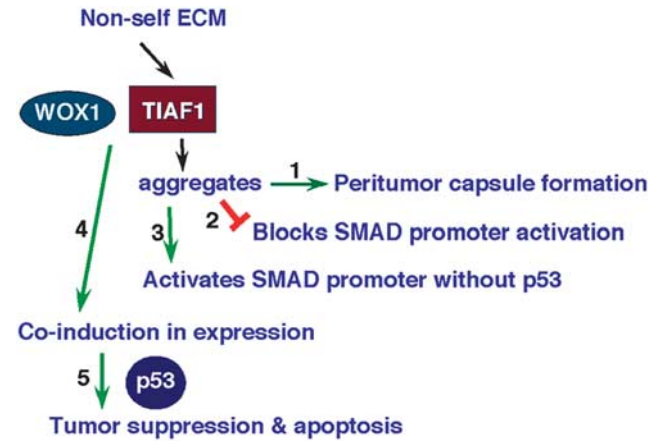 Non-self ECM
WOX1 TIAF1
aggregates 1 Peritumor capsule formation
2 Blocks SMAD promoter activation
4 3
Activates SMAD promoter without p53
Co-induction in expression
5 p53
Tumor suppression & apoptosis